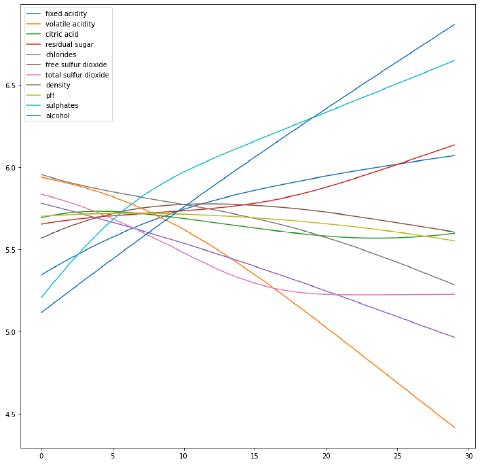 fixed acidity
volatile acidity
citric acid
residual sugar
chlorides
free sulfur dioxide
total sulfur dioxide
density
pH
sulphates
alcohol
6.5
6.0
5.5
5.0
4.5
0 5 10 15 20 25 30